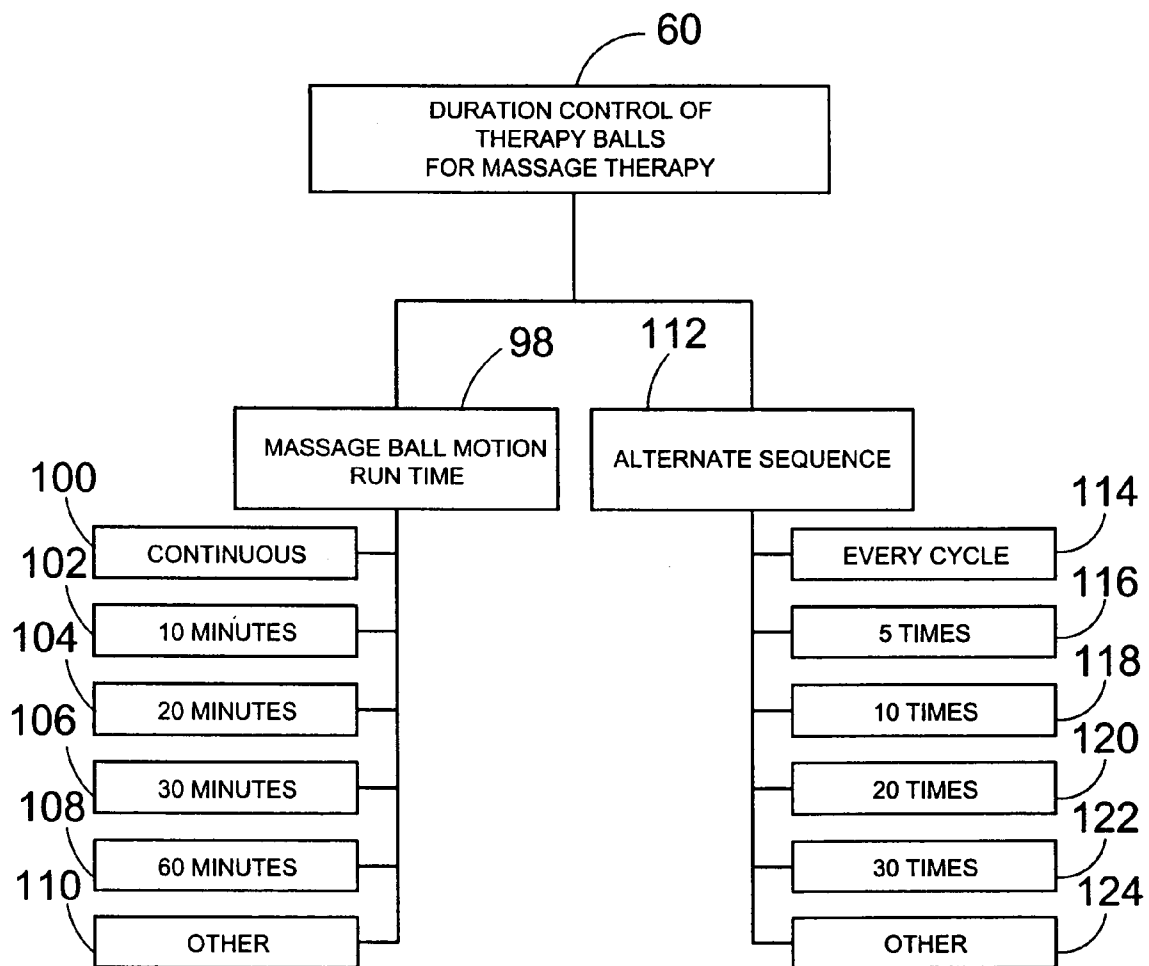 60
DURATION CONTROL OF
THERAPY BALLS
FOR MASSAGE THERAPY
98
MASSAGE BALL MOTION
RUN TIME
100
CONTINUOUS
102
10 MINUTES
104
20 MINUTES
106
30 MINUTES
108
60 MINUTES
110
OTHER
112
ALTERNATE SEQUENCE
114
EVERY CYCLE
116
5 TIMES
118
10 TIMES
120
20 TIMES
122
30 TIMES
124
OTHER